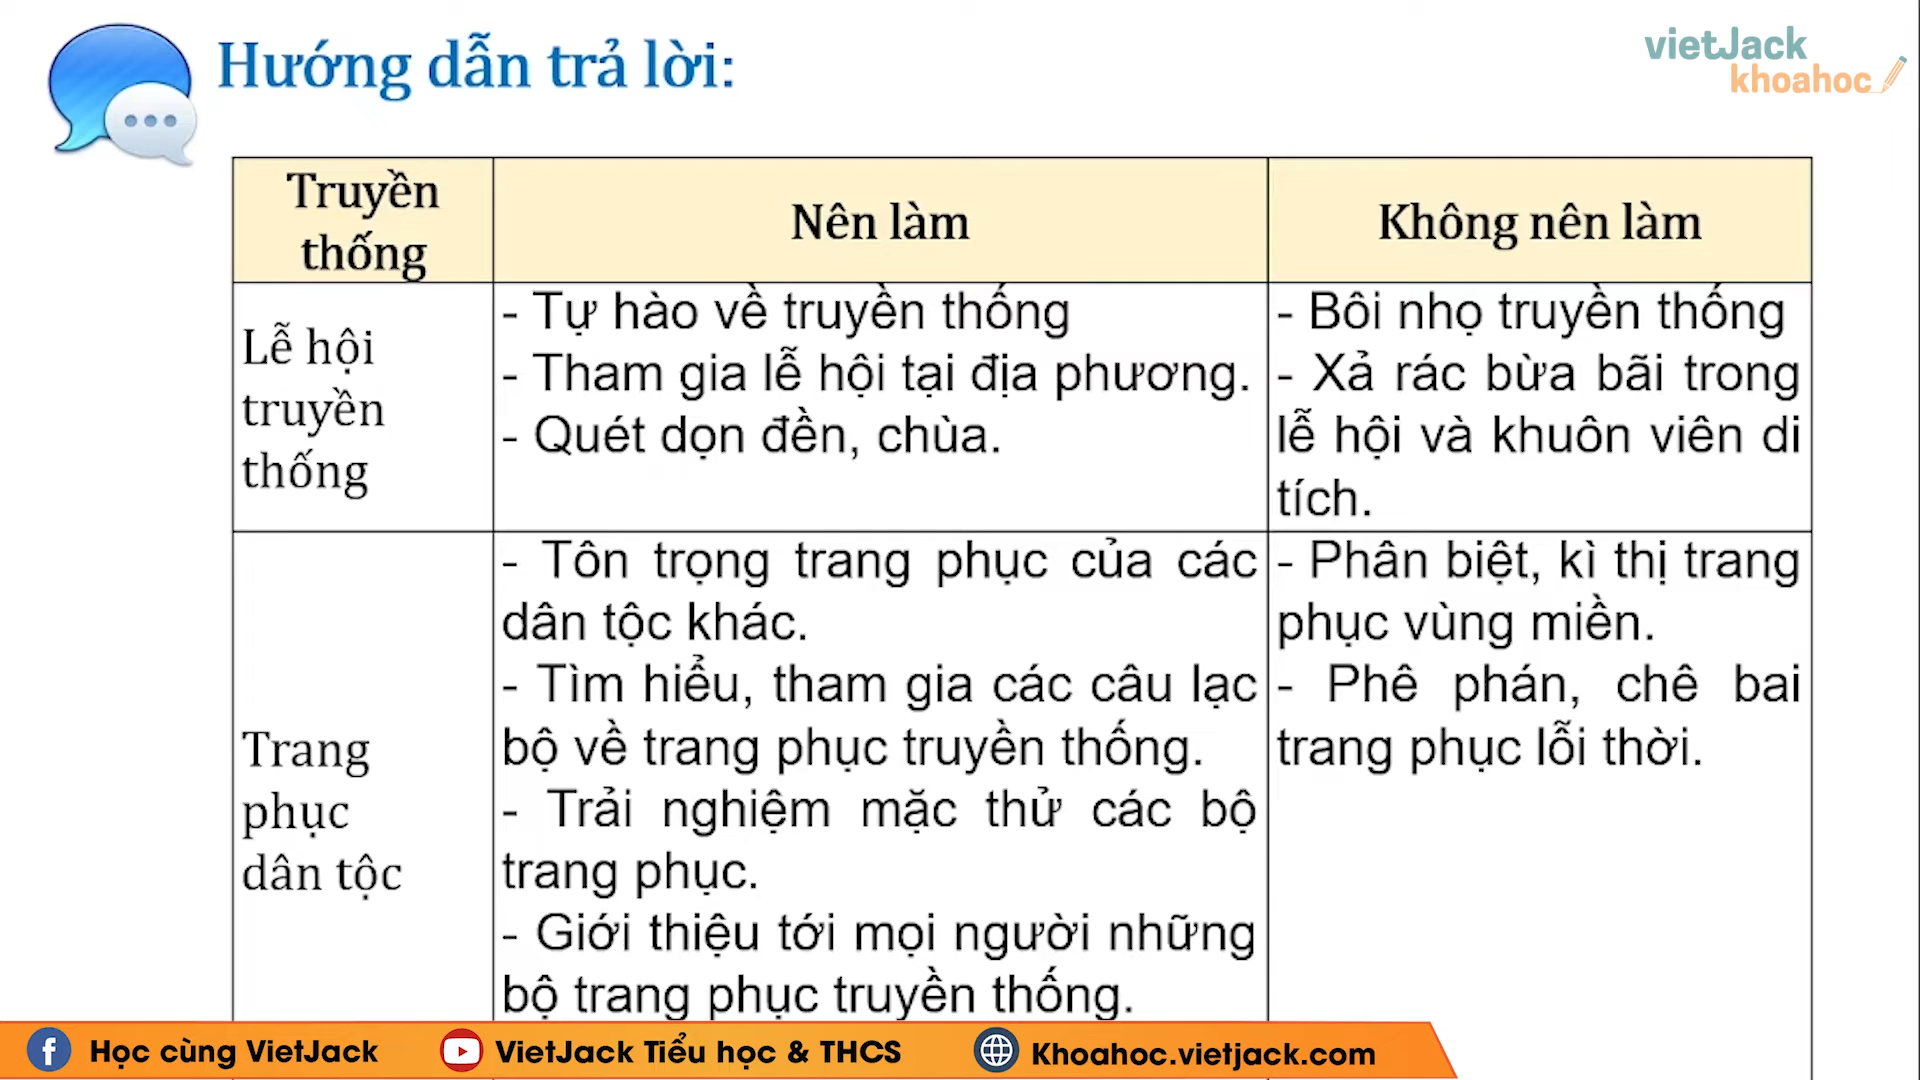 Hướng dẫn trả lời:
vietJack
khoahoc
Truyền
thống
Nên làm
Không nên làm
Lễ hội
truyền
thống
- Tự hào về truyền thống
- Tham gia lễ hội tại địa phương.
- Quét dọn đền, chùa.
- Bôi nhọ truyền thống
- Xả rác bừa bãi trong
lễ hội và khuôn viên di
tích.
Trang
phục
dân tộc
- Tôn trọng trang phục của các
dân tộc khác.
- Tìm hiểu, tham gia các câu lạc
bộ về trang phục truyền thống.
- Trải nghiệm mặc thử các bộ
trang phục.
- Giới thiệu tới mọi người những
bộ trang phục truyền thống.
- Phân biệt, kì thị trang
phục vùng miền.
- Phê phán, chê bai
trang phục lỗi thời.
Học cùng VietJack
VietJack Tiểu học & THCS
Khoahoc.vietjack.com